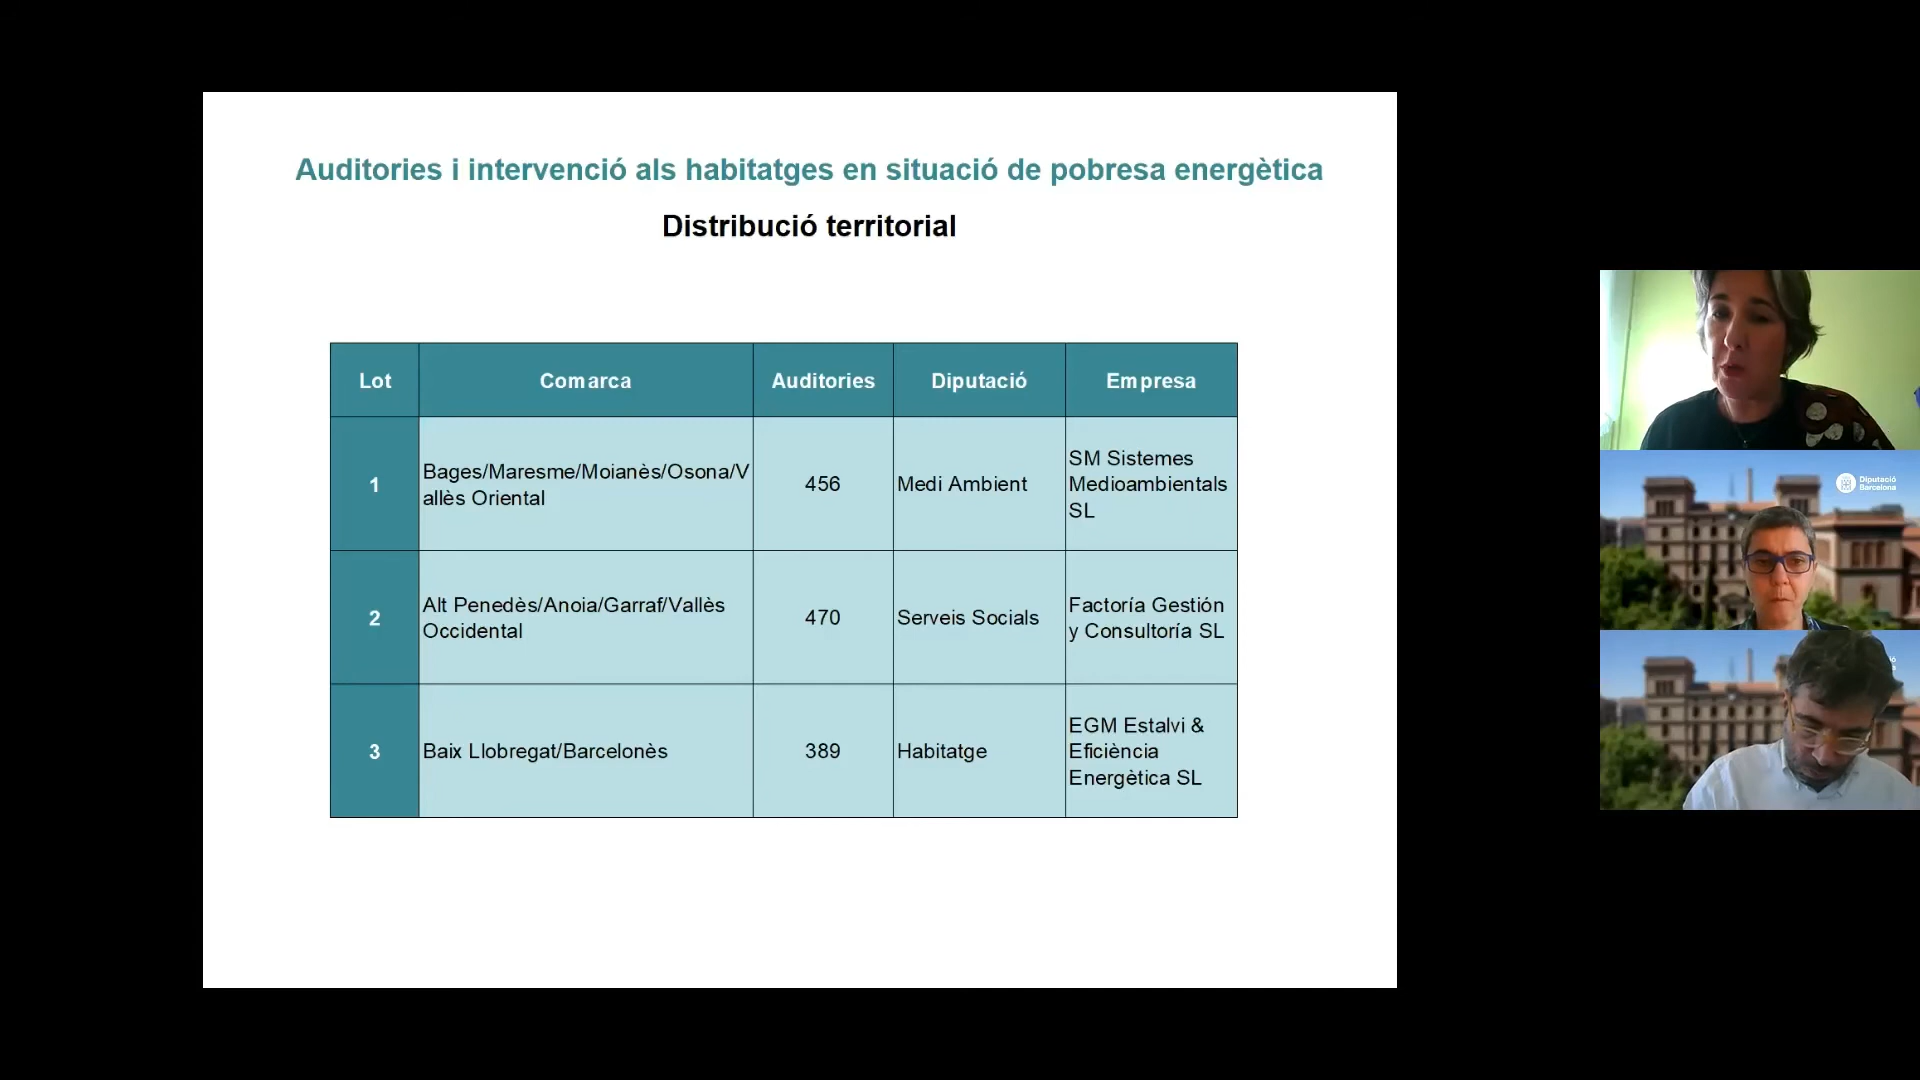 Auditories i intervenció als habitatges en situació de pobresa energètica
Distribució territorial
Lot
Comarca
Auditories
Diputació
Empresa
1
Bages/Maresme/Moianès/Osona/V
allès Oriental
456
Medi Ambient
SM Sistemes
Medioambientals
SL
2
Alt Penedès/Anoia/Garraf/Vallès
Occidental
470
Serveis Socials
Factoría Gestión
y Consultoría SL
3
Baix Llobregat/Barcelonès
389
Habitatge
EGM Estalvi &
Eficiència
Energètica SL
Diputació
Barcelona